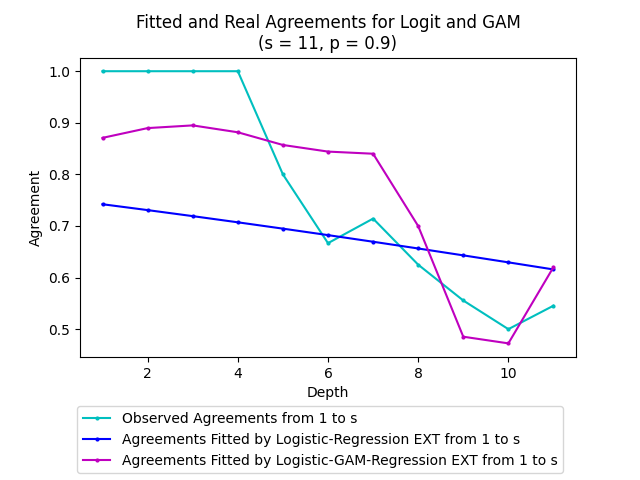 Fitted and Real Agreements for Logit and GAM
(s = 11, p = 0.9)
1.0
0.9
0.8
0.7
0.6
0.5
Agreement
2 4 6 8 10
Depth
Observed Agreements from 1 to s
Agreements Fitted by Logistic-Regression EXT from 1 to s
Agreements Fitted by Logistic-GAM-Regression EXT from 1 to s